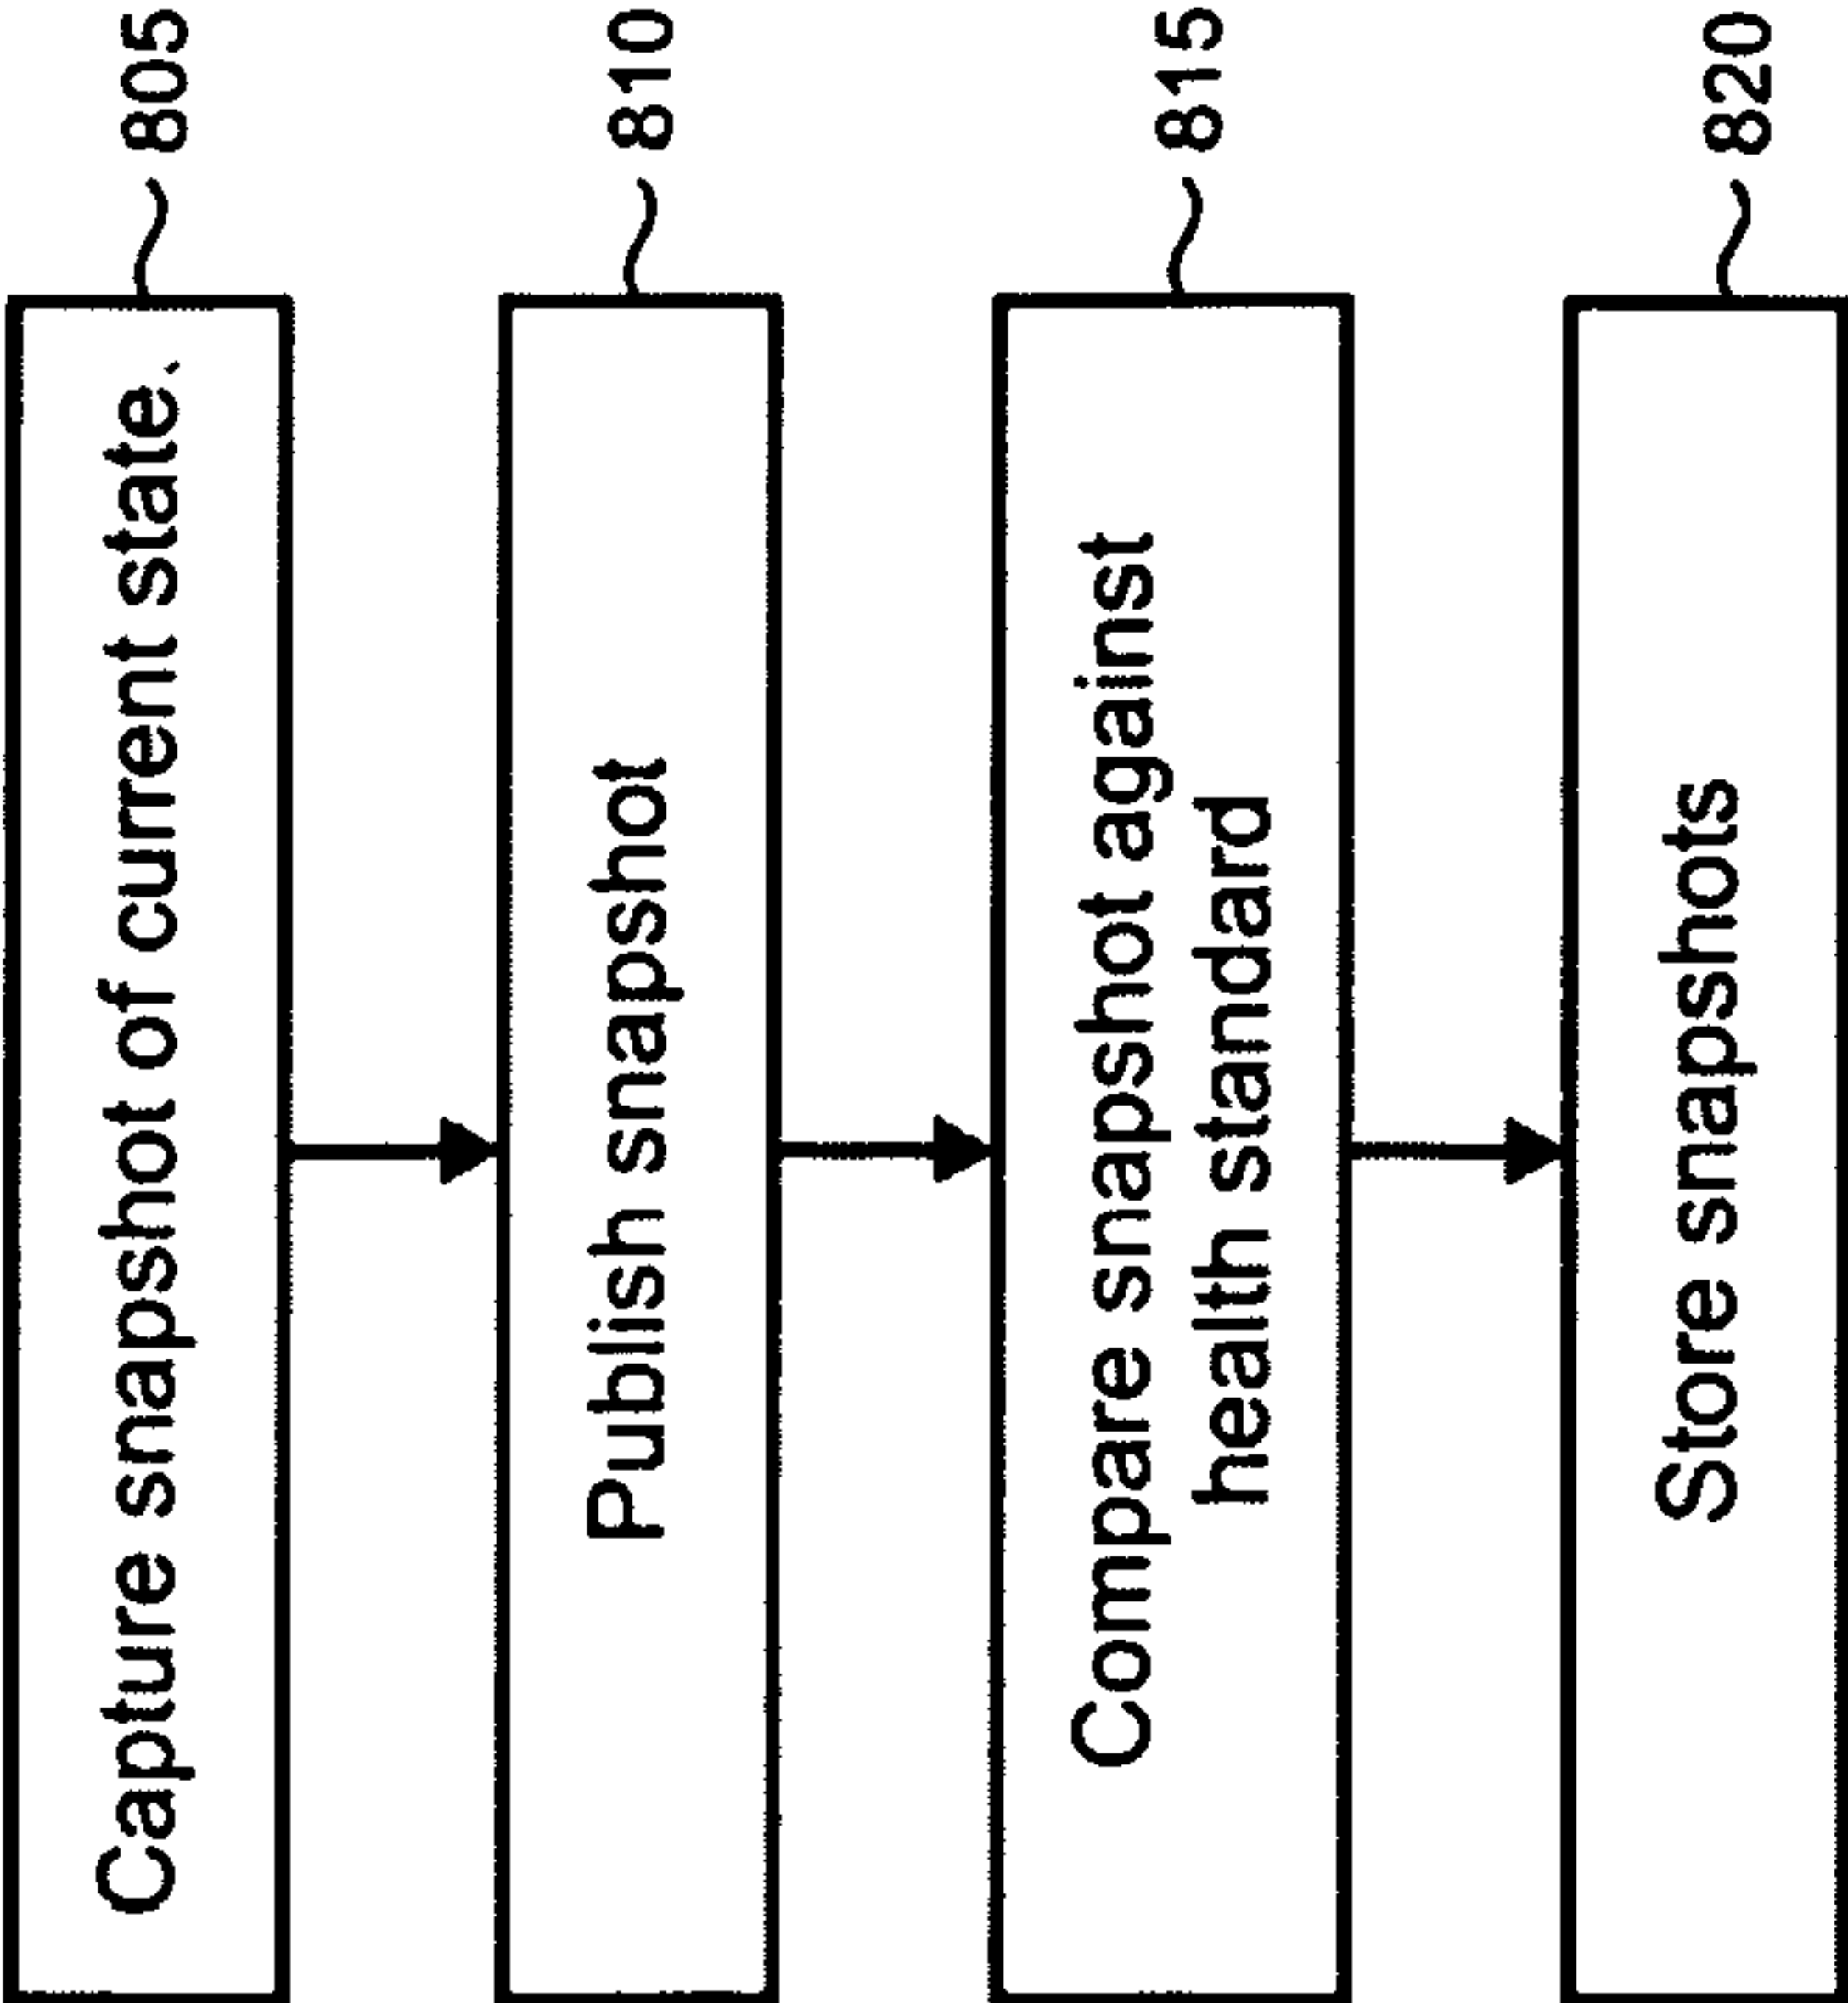 Capture snapshot of current state.
805
Publish snapshot
810
Compare snapshot against
health standard
815
Store snapshots
820